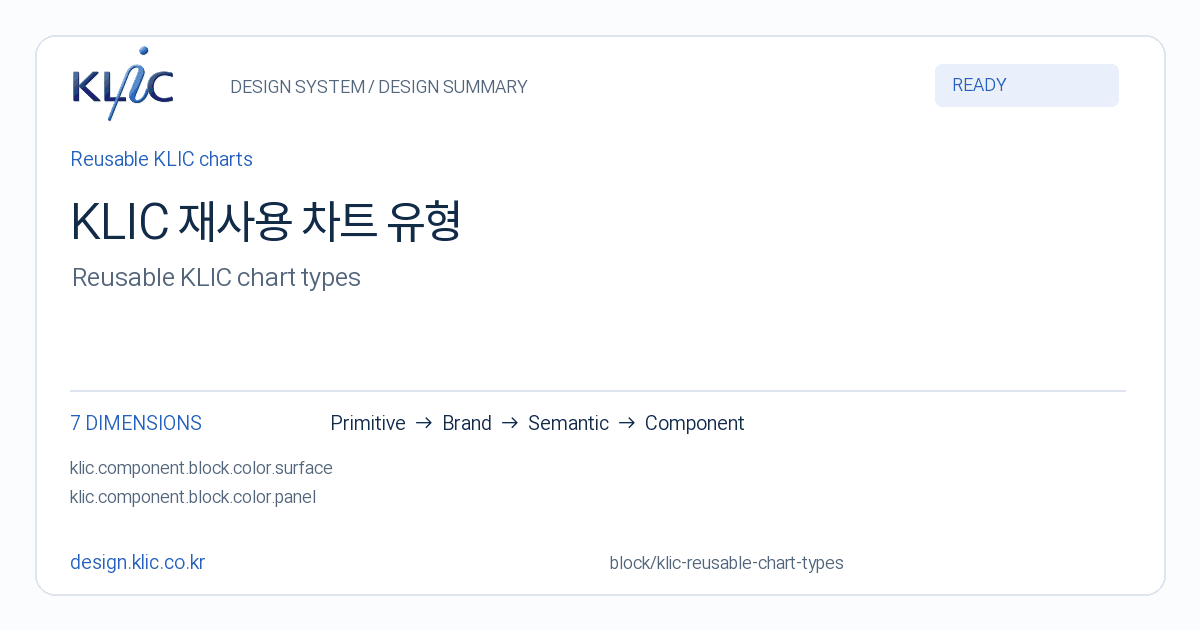 KLIC
DESIGN SYSTEM / DESIGN SUMMARY
READY
Reusable KLIC charts
KLIC 재사용 차트 유형
Reusable KLIC chart types
7 DIMENSIONS
Primitive → Brand → Semantic → Component
klic.component.block.color.surface
klic.component.block.color.panel
design.klic.co.kr
block/klic-reusable-chart-types